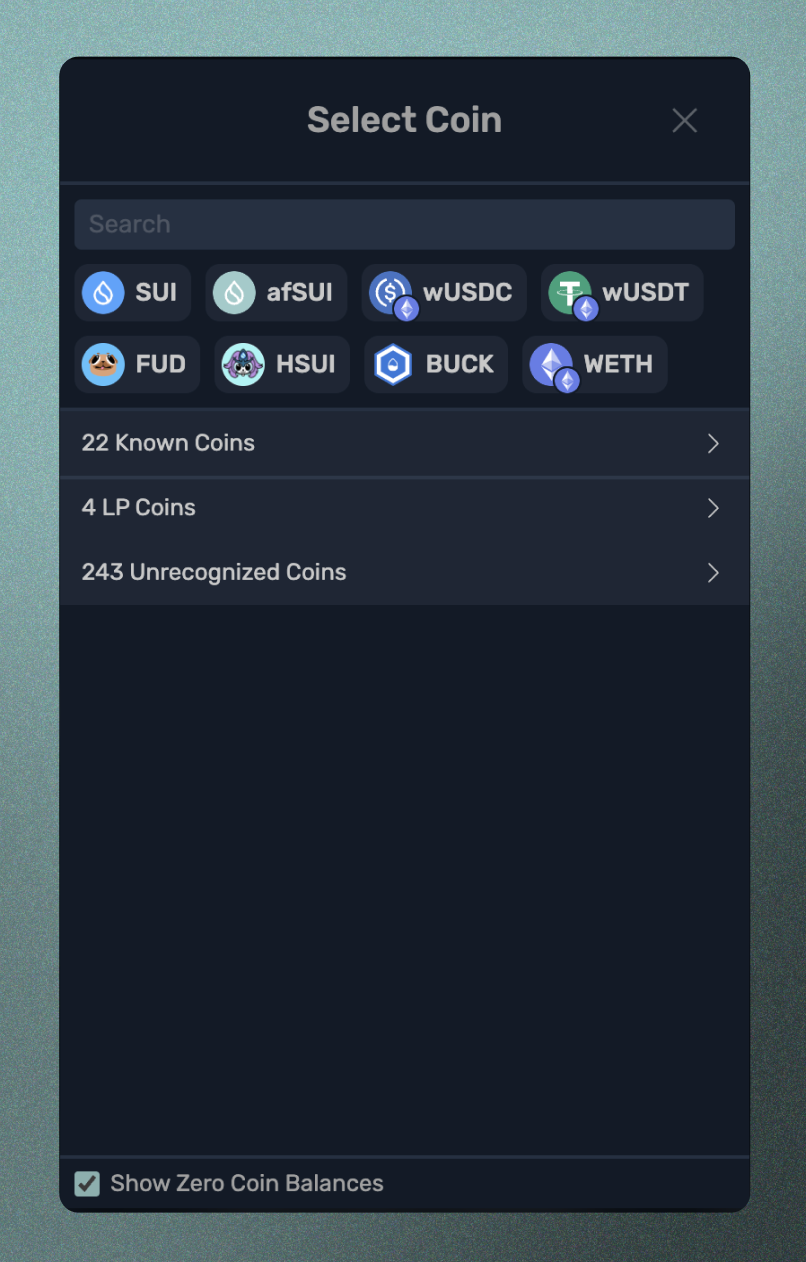 Select Coin
Search
SUI afSUI wUSDC wUSDT
FUD HSUI BUCK WETH
22 Known Coins
4 LP Coins
243 Unrecognized Coins
Show Zero Coin Balances